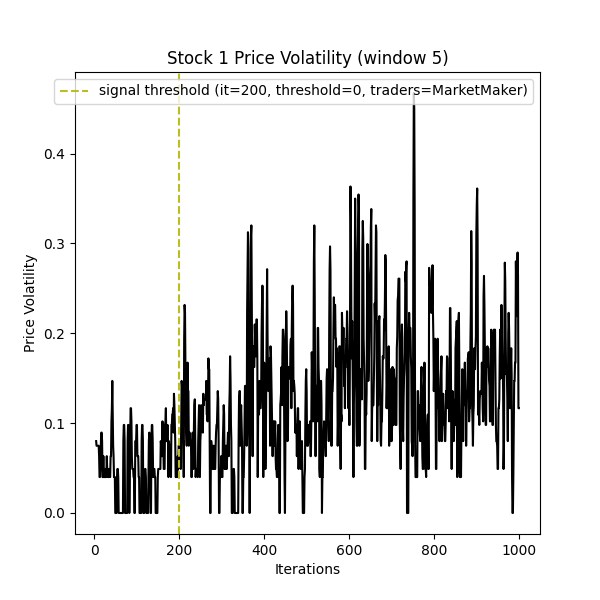 Stock 1 Price Volatility (window 5)
signal threshold (it=200, threshold=0, traders=MarketMaker)
0.4
0.3
0.2
0.1
0.0
Price Volatility
0 200 400 600 800 1000
Iterations